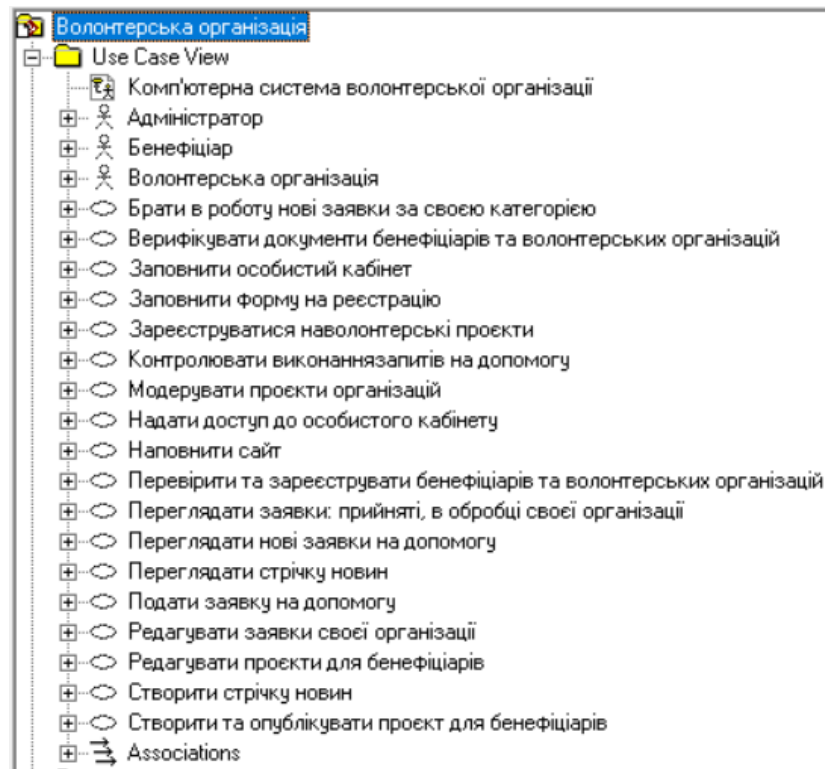 Волонтерська організація
Use Case View
Комп'ютерна система волонтерської організації
Адміністратор
Бенефіціар
Волонтерська організація
Брати в роботу нові заявки за своєю категорією
Верифікувати документи бенефіціарів та волонтерських організацій
Заповнити особистий кабінет
Заповнити форму на реєстрацію
Зареєструватися наволонтерські проєкти
Контролювати виконаннязапитів на допомогу
Модерувати проєкти організацій
Надати доступ до особистого кабінету
Наповнити сайт
Перевірити та зареєструвати бенефіціарів та волонтерських організацій
Переглядати заявки: прийняті, в обробці своєї організації
Переглядати нові заявки на допомогу
Переглядати стрічку новин
Подати заявку на допомогу
Редагувати заявки своєї організації
Редагувати проєкти для бенефіціарів
Створити стрічку новин
Створити та опублікувати проєкт для бенефіціарів
Associations